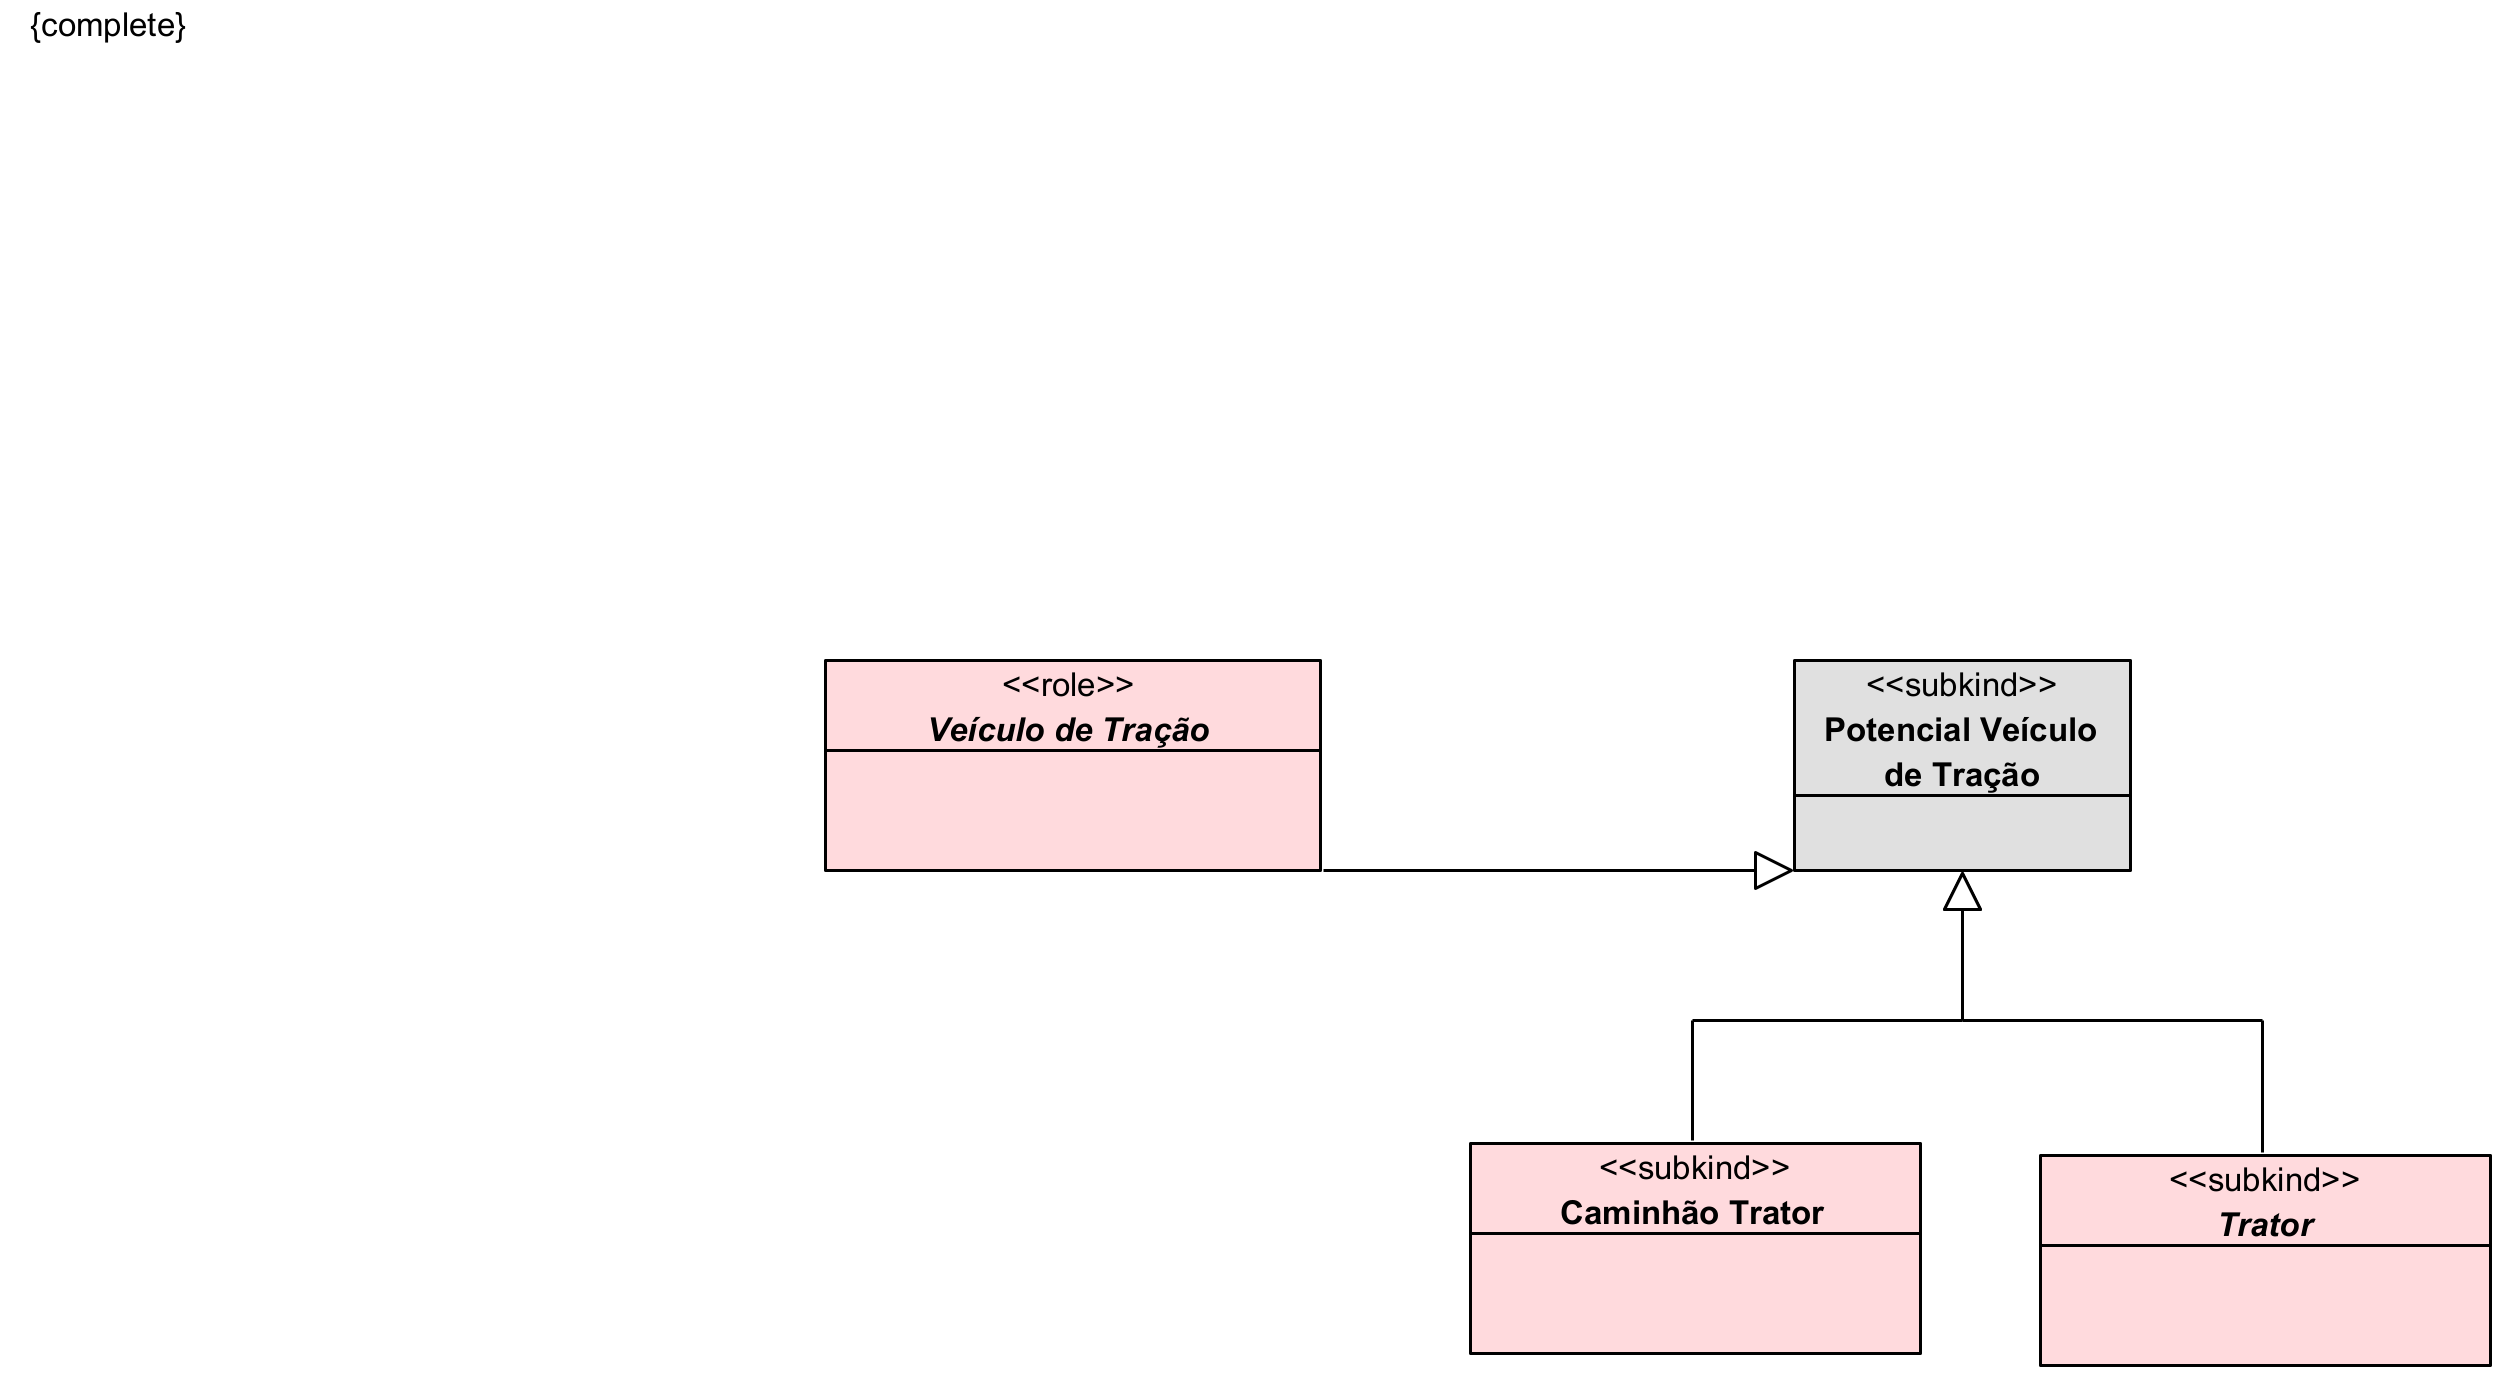 {complete}
<<role>>
Veículo de Tração
<<subkind>>
Potencial Veículo
de Tração
<<subkind>>
Caminhão Trator
<<subkind>>
Trator